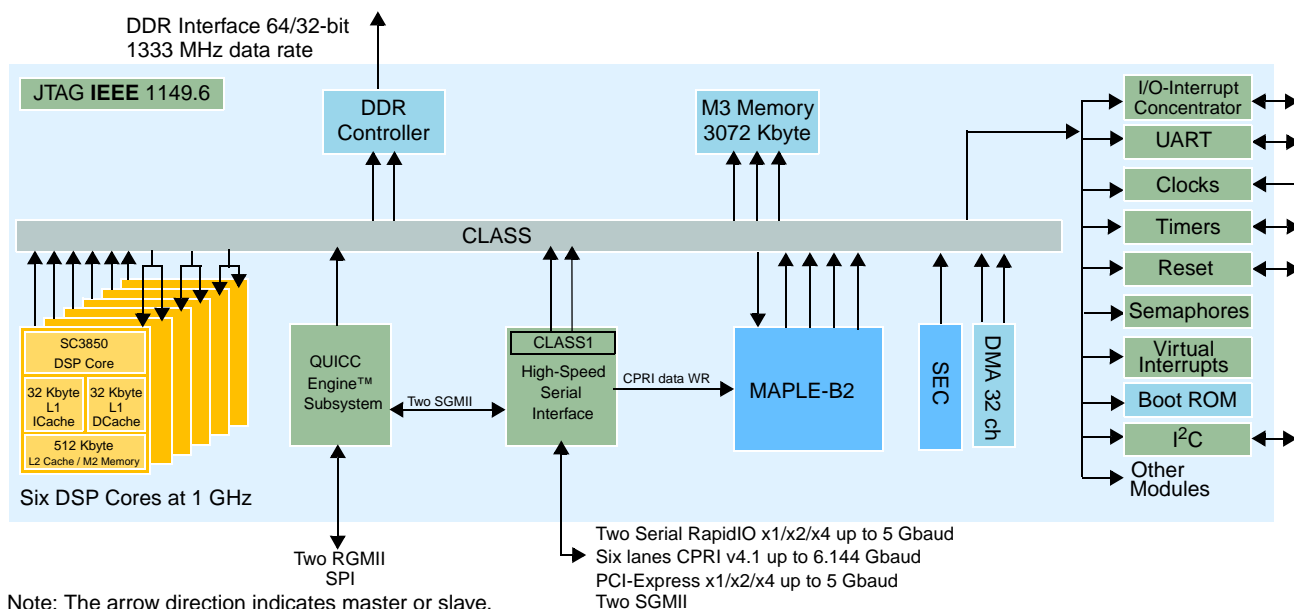 DDR Interface 64/32-bit
1333 MHz data rate
JTAG IEEE 1149.6
DDR
Controller
M3 Memory
3072 Kbyte
I/O-Interrupt
Concentrator
UART
Clocks
Timers
Reset
Semaphores
Virtual
Interrupts
Boot ROM
I²C
Other
Modules
CLASS
SC3850
DSP Core
32 Kbyte
L1
ICache
32 Kbyte
L1
DCache
512 Kbyte
L2 Cache / M2 Memory
Six DSP Cores at 1 GHz
QUICC
Engine™
Subsystem
Two SGMII
CLASS1
High-Speed
Serial
Interface
CPRI data WR
MAPLE-B2
SEC
DMA 32 ch
Two RGMII
SPI
Two Serial RapidIO x1/x2/x4 up to 5 Gbaud
Six lanes CPRI v4.1 up to 6.144 Gbaud
PCI-Express x1/x2/x4 up to 5 Gbaud
Two SGMII
Note: The arrow direction indicates master or slave.